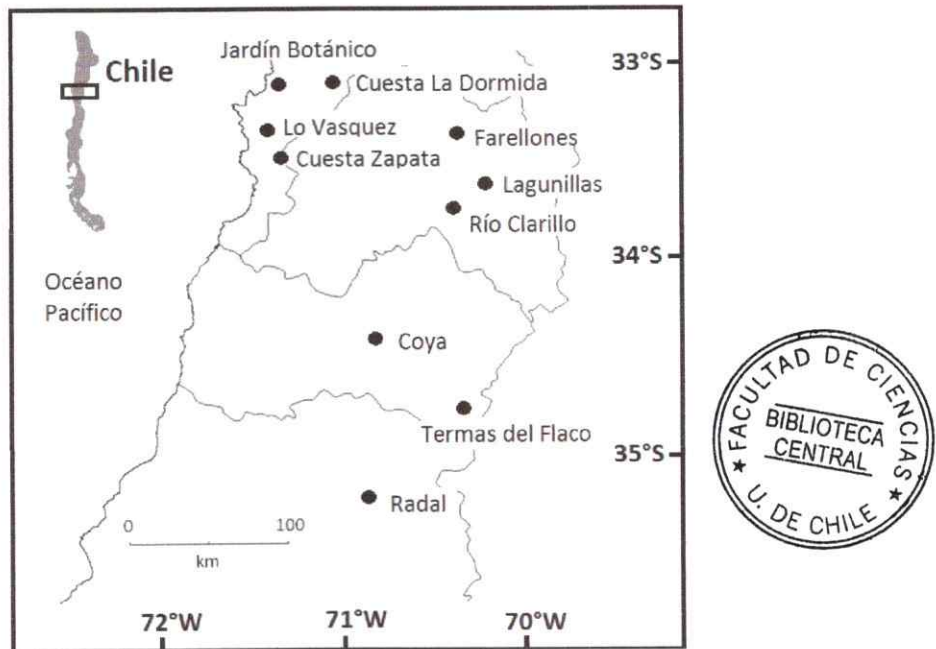 Jardín Botánico
33°S
Chile
Cuesta La Dormida
Lo Vasquez
Farellones
Cuesta Zapata
Lagunillas
Río Clarillo
34°S
Océano
Pacífico
Coya
Termas del Flaco
35°S
Radal
0 100
km
72°W 71°W 70°W
FACULTAD DE CIENCIAS
BIBLIOTECA
CENTRAL
★ U. DE CHILE ★